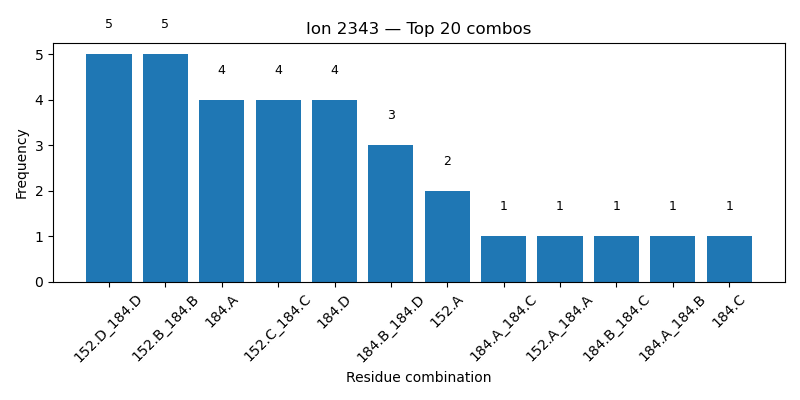 5 5
Ion 2343 — Top 20 combos
4 4 4
3
2
1 1 1 1 1
5
4
3
2
1
0
Frequency
152.D_184.D
152.B_184.B
184.A
152.C_184.C
184.D
184.B_184.D
152.A
184.A_184.C
152.A_184.A
184.B_184.C
184.A_184.B
184.C
Residue combination